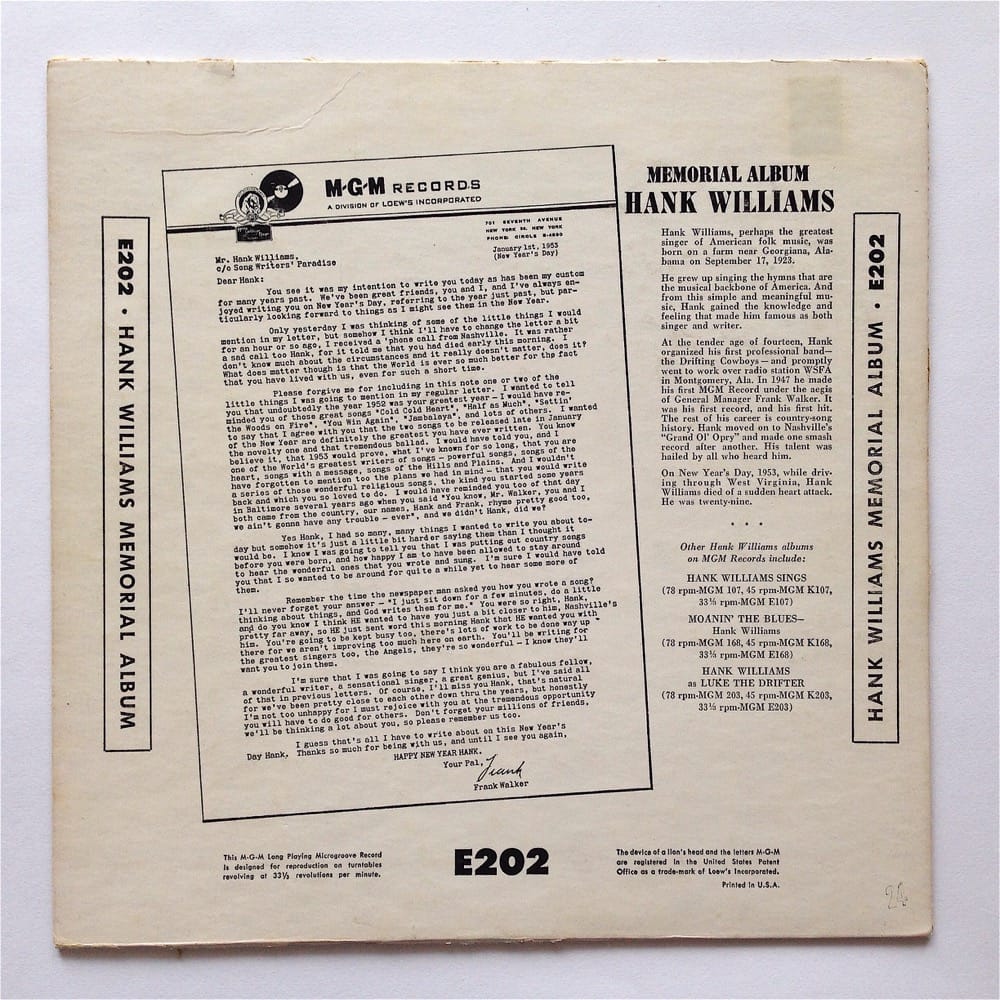 E202 • HANK WILLIAMS MEMORIAL ALBUM
M-G-M RECORDS
A DIVISION OF LOEW'S INCORPORATED
701 SEVENTH AVENUE
NEW YORK 36, NEW YORK
PHONE: CIRCLE
January 1st, 1953
(New Year's Day)
Mr. Hank Williams,
c/o Song Writers' Paradise
Dear Hank:
You see it was my intention to write you today as has been my custom
for many years past. We've been great friends, you and I, and I've always en-
joyed writing you on New Year's Day, referring to the year just past, but par-
ticularly looking forward to things as I might see them in the New Year.
Only yesterday I was thinking of some of the little things I would
mention in my letter, but somehow I think I'll have to change the letter a bit
for an hour or so ago, I received a 'phone call from Nashville. It was rather
a sad call too Hank, for it told me that you had died early this morning. I
don't know much about the circumstances and it really doesn't matter, does it?
What does matter though is that the World is ever so much better for the fact
that you have lived with us, even for such a short time.
Please forgive me for including in this note one or two of the
little things I was going to mention in my regular letter. I wanted to tell
you that undoubtedly the year 1952 was your greatest year — I would have re-
minded you of those great songs "Cold Cold Heart", "Half as Much", "Settin'
the Woods on Fire", "You Win Again", "Jambalaya", and lots of others. I wanted
to say that I agree with you that the two songs to be released late in January
of the New Year are definitely the greatest you have ever written. You know
the novelty one and that tremendous ballad. I would have told you, and I
believe it, that 1953 would prove, what I've known for so long, that you are
one of the World's greatest writers of songs — powerful songs, songs of the
heart, songs with a message, songs of the Hills and Plains. And I wouldn't
have forgotten to mention too the plans we had in mind — that you would write
a series of those wonderful religious songs, the kind you started some years
back and which you so loved to do. I would have reminded you too of that day
in Baltimore several years ago when you said "You know, Mr. Walker, you and I
both came from the country, our names, Hank and Frank, rhyme pretty good too,
we ain't gonna have any trouble — ever", and we didn't Hank, did we?
Yes Hank, I had so many, many things I wanted to write you about to-
day but somehow it's just a little bit harder saying them than I thought it
would be. I know I was going to tell you that I was putting out country songs
before you were born, and how happy I am to have been allowed to stay around
to hear the wonderful ones that you wrote and sung. I'm sure I would have told
you that I so wanted to be around for quite a while yet to hear some more of
them.
Remember the time the newspaper man asked you how you wrote a song?
I'll never forget your answer — "I just sit down for a few minutes, do a little
thinking about things, and God writes them for me." You were so right, Hank,
and do you know I think HE wanted to have you just a bit closer to him, Nashville's
pretty far away, so HE just sent word this morning Hank that HE wanted you with
him. You're going to be kept busy too, there's lots of work to be done way up
there for we aren't improving too much here on earth. You'll be writing for
the greatest singers too, the Angels, they're so wonderful — I know they'll
want you to join them.
I'm sure that I was going to say I think you are a fabulous fellow,
a wonderful writer, a sensational singer, a great genius, but I've said all
of that in previous letters. Of course, I'll miss you Hank, that's natural
for we've been pretty close to each other down thru the years, but honestly
I'm not too unhappy for I must rejoice with you at the tremendous opportunity
you will have to do good for others. Don't forget your millions of friends,
we'll be thinking a lot about you, so please remember us too.
I guess that's all I have to write about on this New Year's
Day Hank. Thanks so much for being with us, and until I see you again,
HAPPY NEW YEAR HANK.
Your Pal,
Frank
Frank Walker
MEMORIAL ALBUM
HANK WILLIAMS
Hank Williams, perhaps the greatest
singer of American folk music, was
born on a farm near Georgiana, Ala-
bama on September 17, 1923.
He grew up singing the hymns that are
the musical backbone of America. And
from this simple and meaningful mu-
sic, Hank gained the knowledge and
feeling that made him famous as both
singer and writer.
At the tender age of fourteen, Hank
organized his first professional band—
the Drifting Cowboys — and promptly
went to work over radio station WSFA
in Montgomery, Ala. In 1947 he made
his first MGM Record under the aegis
of General Manager Frank Walker. It
was his first record, and his first hit.
The rest of his career is country-song
history. Hank moved on to Nashville's
"Grand Ol' Opry" and made one smash
record after another. His talent was
hailed by all who heard him.
On New Year's Day, 1953, while driv-
ing through West Virginia, Hank
Williams died of a sudden heart attack.
He was twenty-nine.
• • •
Other Hank Williams albums
on MGM Records include:
HANK WILLIAMS SINGS
(78 rpm-MGM 107, 45 rpm-MGM K107,
33⅓ rpm-MGM E107)
MOANIN' THE BLUES—
Hank Williams
(78 rpm-MGM 168, 45 rpm-MGM K168,
33⅓ rpm-MGM E168)
HANK WILLIAMS
as LUKE THE DRIFTER
(78 rpm-MGM 203, 45 rpm-MGM K203,
33⅓ rpm-MGM E203)
HANK WILLIAMS MEMORIAL ALBUM • E202
This M-G-M Long Playing Microgroove Record
is designed for reproduction on turntables
revolving at 33⅓ revolutions per minute.
E202
The device of a lion's head and the letters M-G-M
are registered in the United States Patent
Office as a trade-mark of Loew's Incorporated.
Printed in U.S.A.